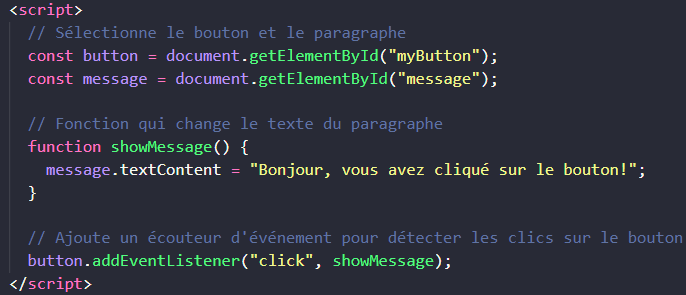 <script>
// Sélectionne le bouton et le paragraphe
const button = document.getElementById("myButton");
const message = document.getElementById("message");
// Fonction qui change le texte du paragraphe
function showMessage() {
message.textContent = "Bonjour, vous avez cliqué sur le bouton!";
}
// Ajoute un écouteur d'événement pour détecter les clics sur le bouton
button.addEventListener("click", showMessage);
</script>